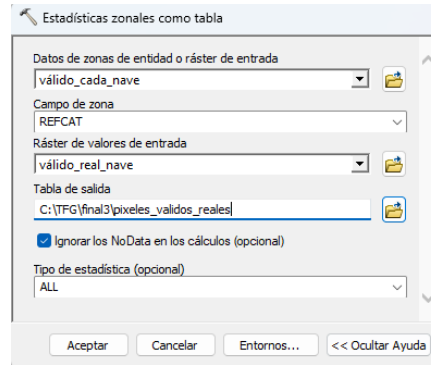 Estadísticas zonales como tabla
Datos de zonas de entidad o ráster de entrada
válido_cada_nave
Campo de zona
REFCAT
Ráster de valores de entrada
válido_real_nave
Tabla de salida
C:\TFG\final3\pixeles_validos_reales
Ignorar los NoData en los cálculos (opcional)
Tipo de estadística (opcional)
ALL
Aceptar Cancelar Entornos... << Ocultar Ayuda